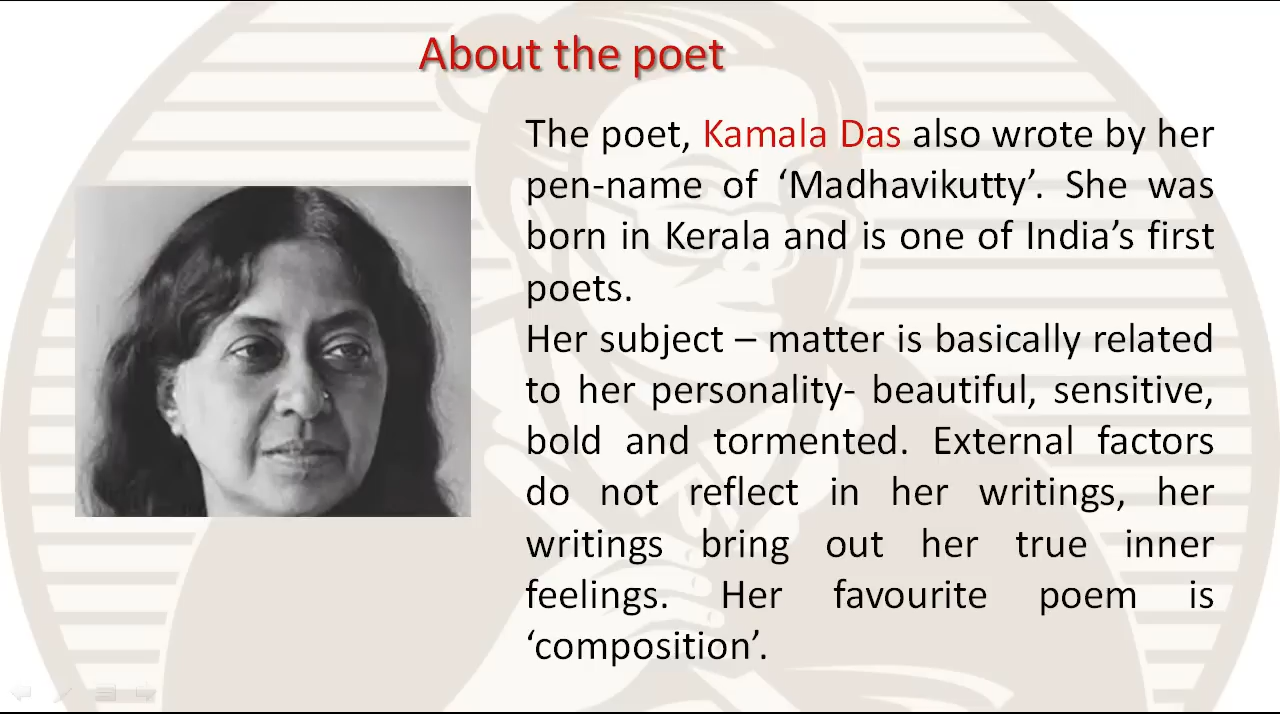 About the poet
The poet, Kamala Das also wrote by her
pen-name of ‘Madhavikutty’. She was
born in Kerala and is one of India’s first
poets.
Her subject – matter is basically related
to her personality- beautiful, sensitive,
bold and tormented. External factors
do not reflect in her writings, her
writings bring out her true inner
feelings. Her favourite poem is
‘composition’.